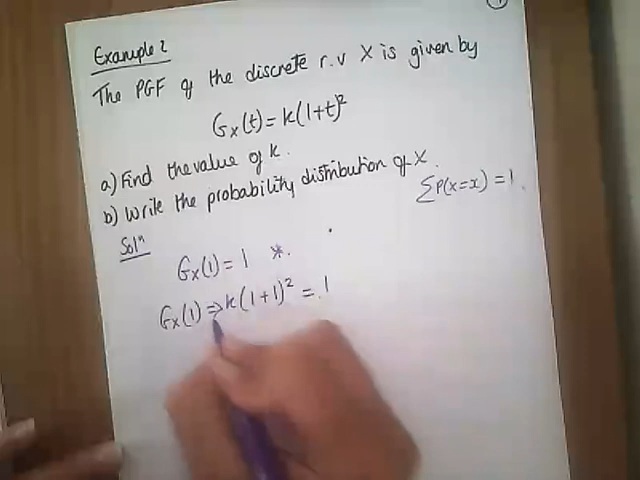 Example 2
The PGF of the discrete r.v X is given by
Gx(t) = k(1+t)²
a) Find the value of k.
b) Write the probability distribution of X.
∑P(X=x) = 1.
Solⁿ
Gx(1) = 1 *.
Gx(1) ⇒ k(1+1)² = 1